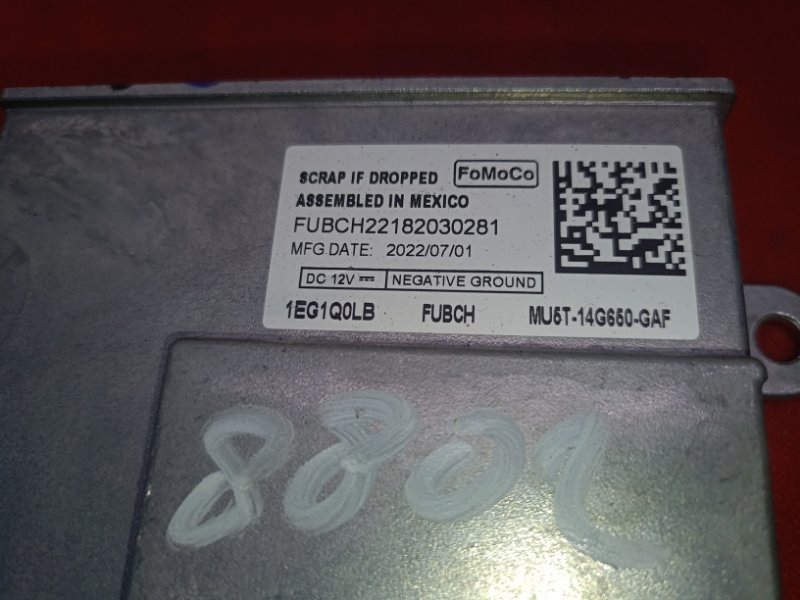 SCRAP IF DROPPED FoMoCo
ASSEMBLED IN MEXICO
FUBCH22182030281
MFG DATE: 2022/07/01
DC 12V NEGATIVE GROUND
1EG1Q0LB FUBCH MU5T-14G650-GAF